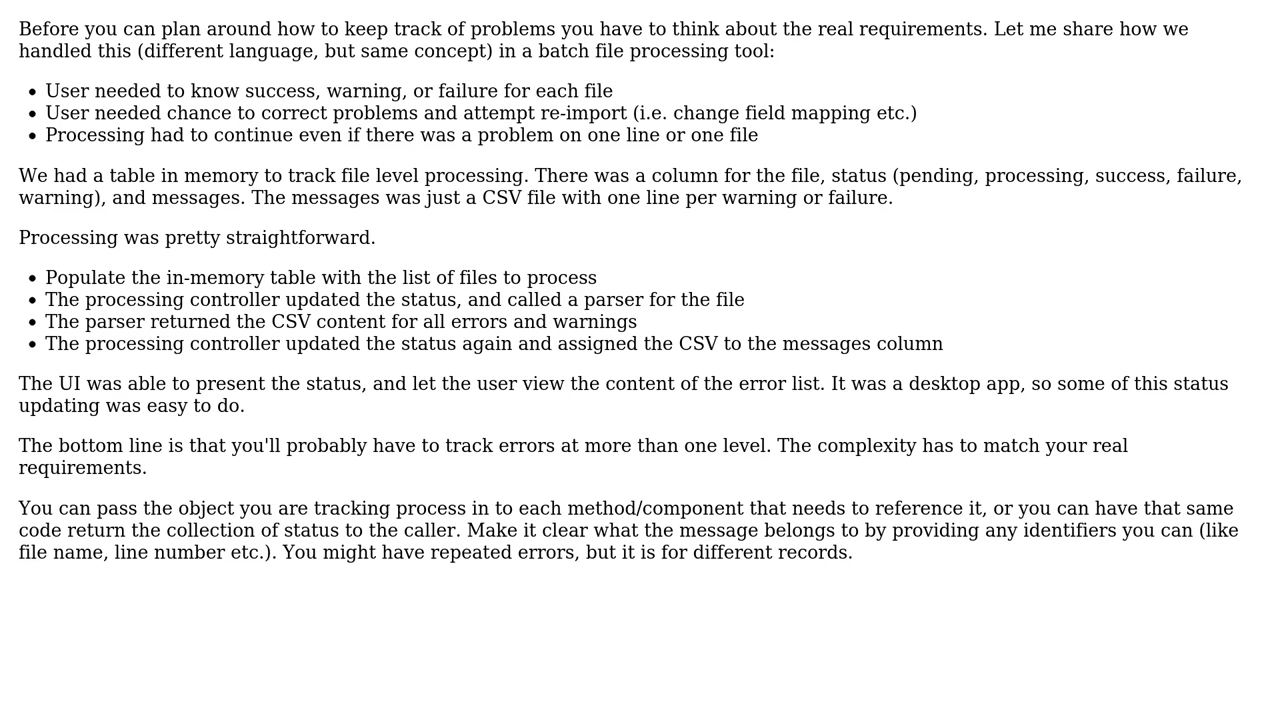 Before you can plan around how to keep track of problems you have to think about the real requirements. Let me share how we
handled this (different language, but same concept) in a batch file processing tool:
• User needed to know success, warning, or failure for each file
• User needed chance to correct problems and attempt re-import (i.e. change field mapping etc.)
• Processing had to continue even if there was a problem on one line or one file
We had a table in memory to track file level processing. There was a column for the file, status (pending, processing, success, failure,
warning), and messages. The messages was just a CSV file with one line per warning or failure.
Processing was pretty straightforward.
• Populate the in-memory table with the list of files to process
• The processing controller updated the status, and called a parser for the file
• The parser returned the CSV content for all errors and warnings
• The processing controller updated the status again and assigned the CSV to the messages column
The UI was able to present the status, and let the user view the content of the error list. It was a desktop app, so some of this status
updating was easy to do.
The bottom line is that you'll probably have to track errors at more than one level. The complexity has to match your real
requirements.
You can pass the object you are tracking process in to each method/component that needs to reference it, or you can have that same
code return the collection of status to the caller. Make it clear what the message belongs to by providing any identifiers you can (like
file name, line number etc.). You might have repeated errors, but it is for different records.